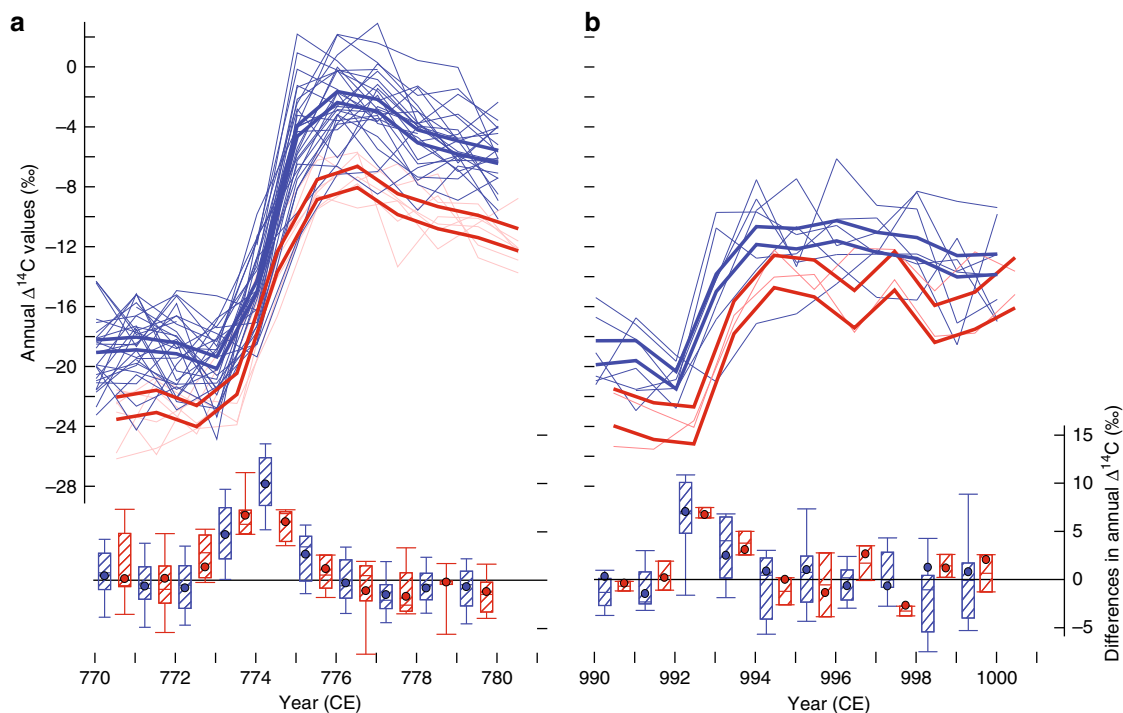 a
b
0
−4
−8
−12
−16
−20
−24
−28
Annual Δ¹⁴C values (‰)
15
10
5
0
−5
Differences in annual Δ¹⁴C (‰)
770 772 774 776 778 780
Year (CE)
990 992 994 996 998 1000
Year (CE)